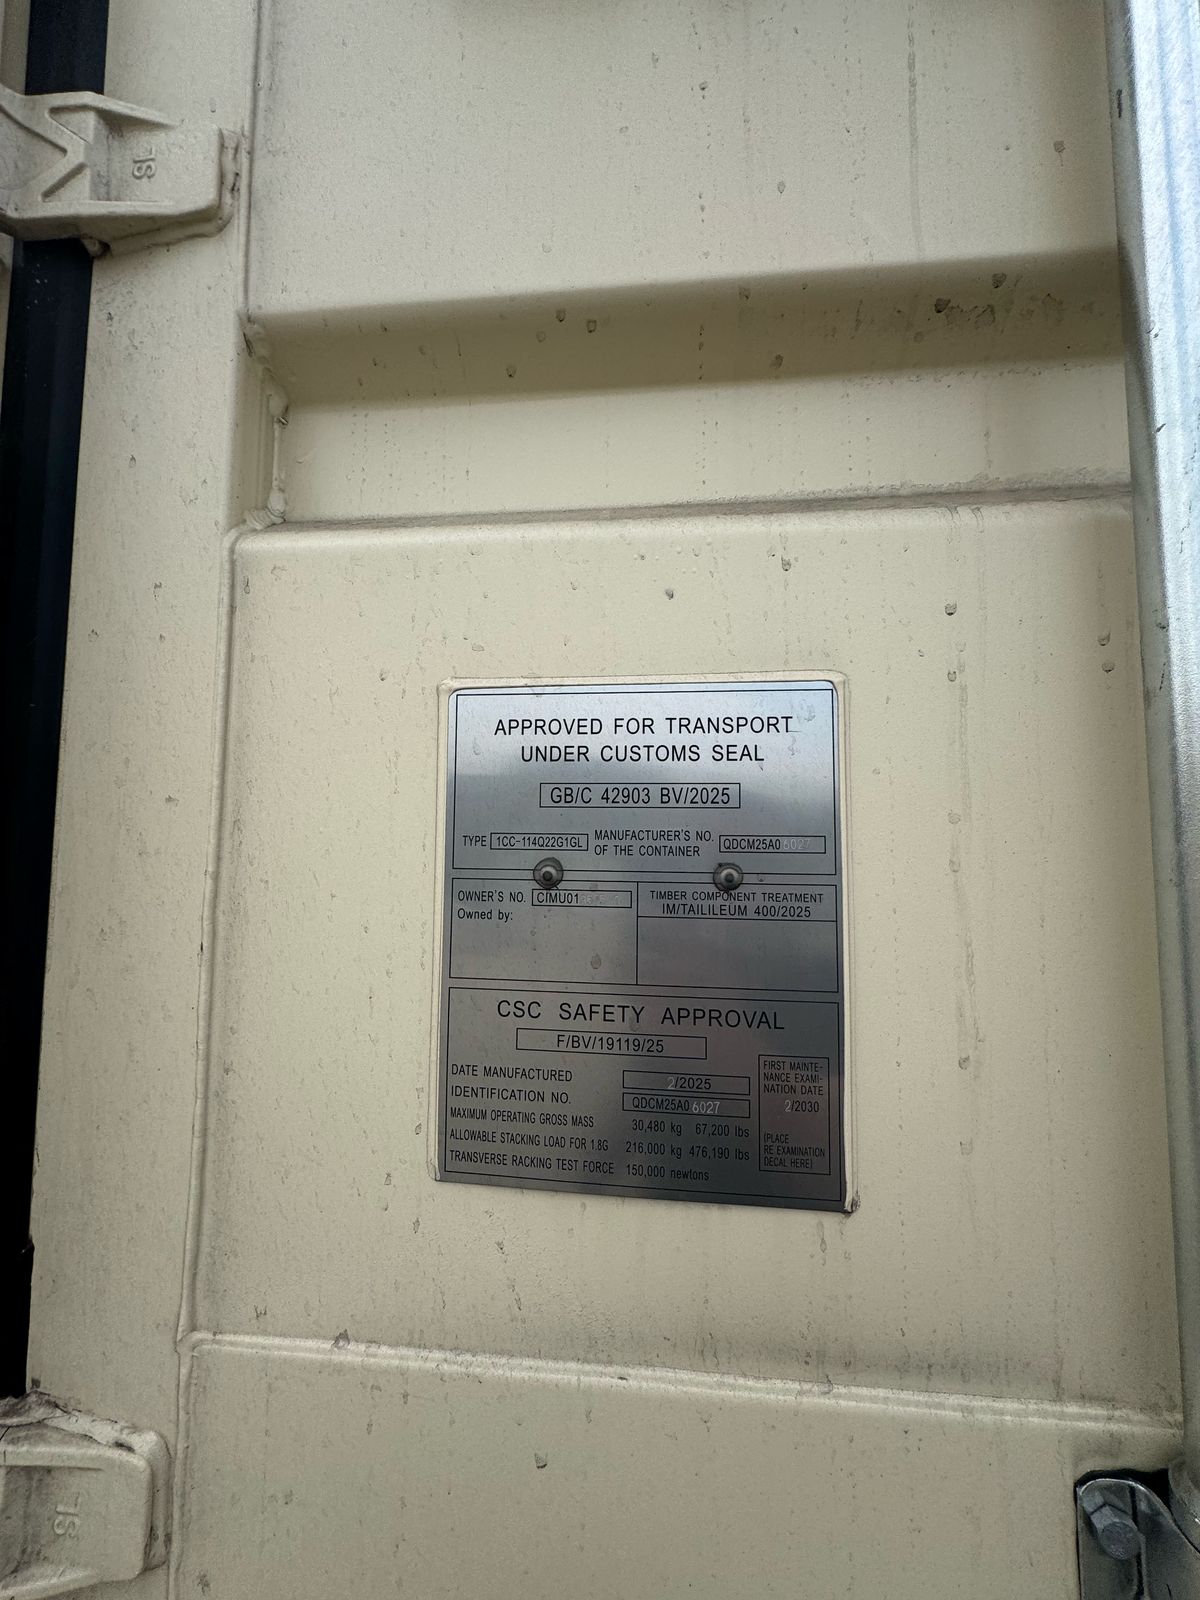 SL
APPROVED FOR TRANSPORT
UNDER CUSTOMS SEAL
GB/C 42903 BV/2025
TYPE 1CC-114Q22G1GL MANUFACTURER'S NO. OF THE CONTAINER QDCM25A06027
OWNER'S NO. CIMU01
Owned by:
TIMBER COMPONENT TREATMENT
IM/TAILILEUM 400/2025
CSC SAFETY APPROVAL
F/BV/19119/25
DATE MANUFACTURED 2/2025
IDENTIFICATION NO. QDCM25A06027
MAXIMUM OPERATING GROSS MASS 30,480 kg 67,200 lbs
ALLOWABLE STACKING LOAD FOR 1.8G 216,000 kg 476,190 lbs
TRANSVERSE RACKING TEST FORCE 150,000 newtons
FIRST MAINTE-
NANCE EXAMI-
NATION DATE
2/2030
(PLACE
RE EXAMINATION
DECAL HERE)
SL